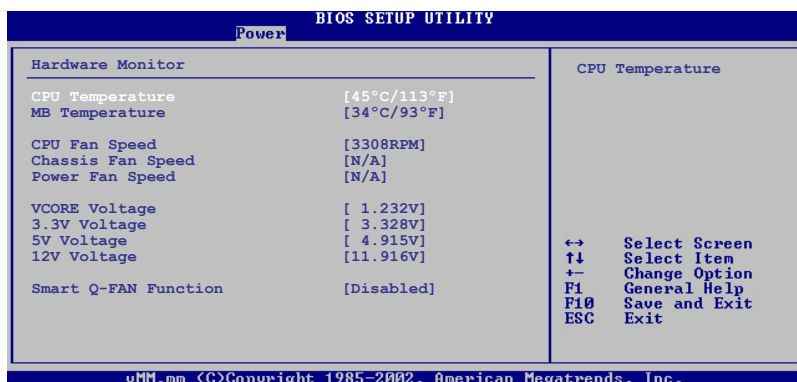 BIOS SETUP UTILITY
Power
Hardware Monitor
CPU Temperature [45°C/113°F]
MB Temperature [34°C/93°F]
CPU Fan Speed [3308RPM]
Chassis Fan Speed [N/A]
Power Fan Speed [N/A]
VCORE Voltage [ 1.232V]
3.3V Voltage [ 3.328V]
5V Voltage [ 4.915V]
12V Voltage [11.916V]
Smart Q-FAN Function [Disabled]
CPU Temperature
↔ Select Screen
↑↓ Select Item
+- Change Option
F1 General Help
F10 Save and Exit
ESC Exit
vMM.mm (C)Copyright 1985-2002, American Megatrends, Inc.